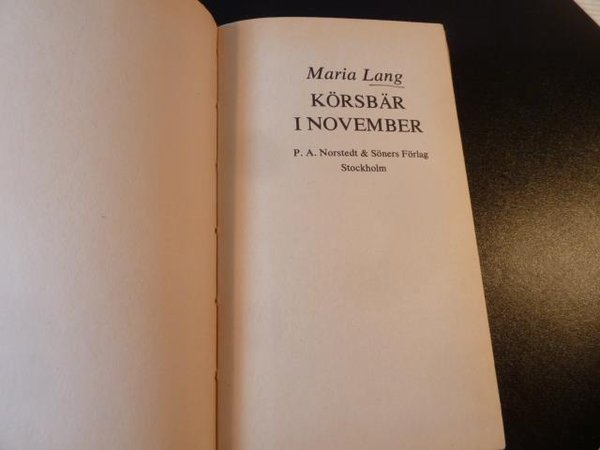 Maria Lang
KÖRSBÄR
I NOVEMBER
P. A. Norstedt & Söners Förlag
Stockholm